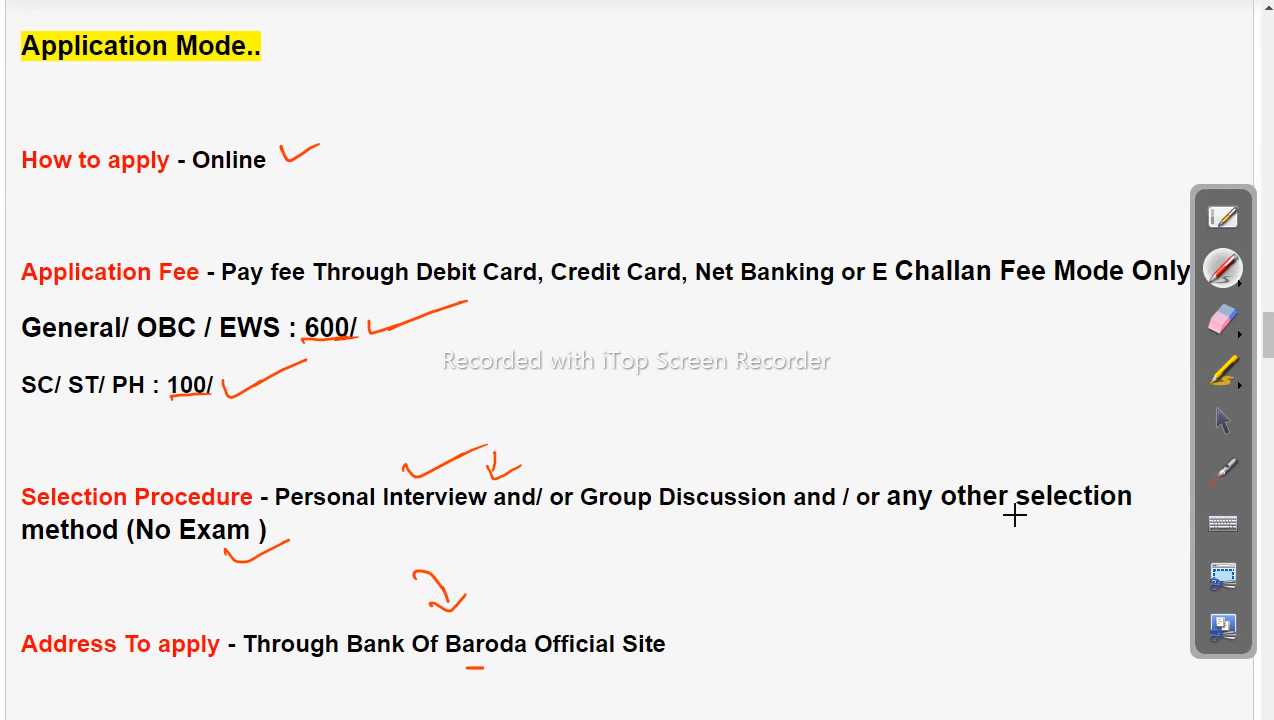 Application Mode..
How to apply - Online
Application Fee - Pay fee Through Debit Card, Credit Card, Net Banking or E Challan Fee Mode Only
General/ OBC / EWS : 600/
Recorded with iTop Screen Recorder
SC/ ST/ PH : 100/
Selection Procedure - Personal Interview and/ or Group Discussion and / or any other selection
method (No Exam )
Address To apply - Through Bank Of Baroda Official Site